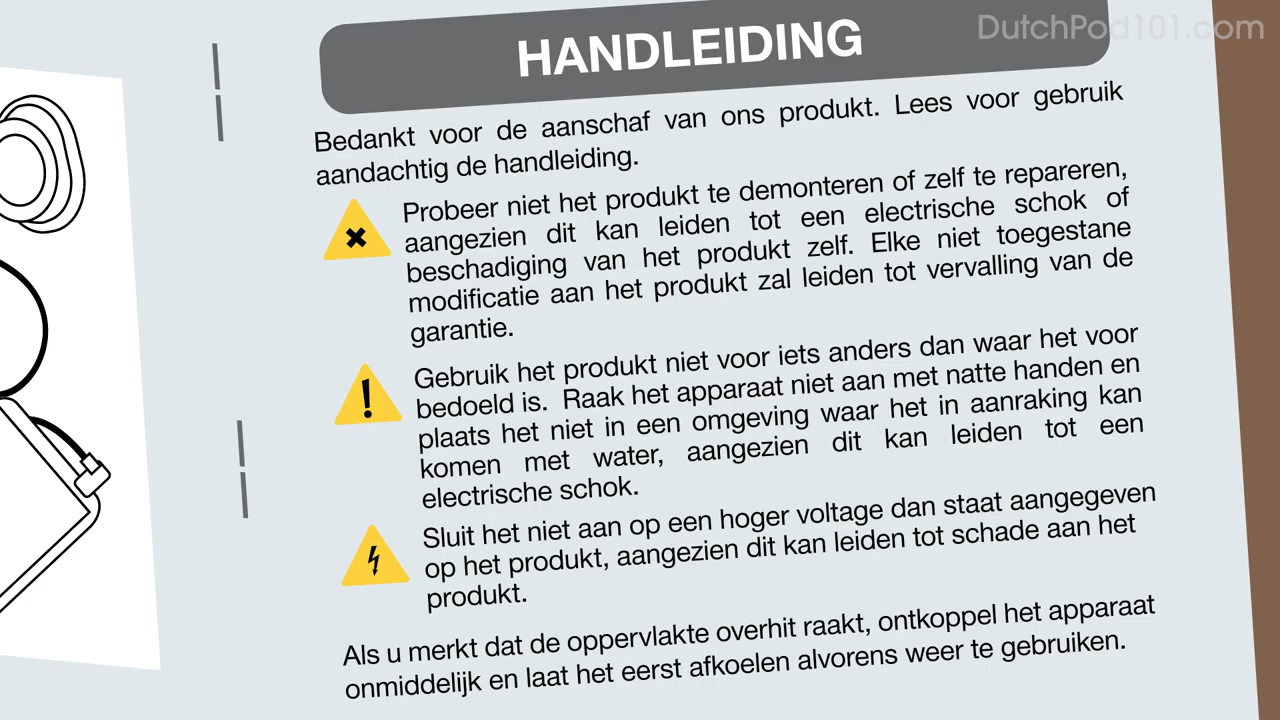 DutchPod101.com
HANDLEIDING
Bedankt voor de aanschaf van ons produkt. Lees voor gebruik
aandachtig de handleiding.
Probeer niet het produkt te demonteren of zelf te repareren,
aangezien dit kan leiden tot een electrische schok of
beschadiging van het produkt zelf. Elke niet toegestane
modificatie aan het produkt zal leiden tot vervalling van de
garantie.
Gebruik het produkt niet voor iets anders dan waar het voor
bedoeld is. Raak het apparaat niet aan met natte handen en
plaats het niet in een omgeving waar het in aanraking kan
komen met water, aangezien dit kan leiden tot een
electrische schok.
Sluit het niet aan op een hoger voltage dan staat aangegeven
op het produkt, aangezien dit kan leiden tot schade aan het
produkt.
Als u merkt dat de oppervlakte overhit raakt, ontkoppel het apparaat
onmiddelijk en laat het eerst afkoelen alvorens weer te gebruiken.